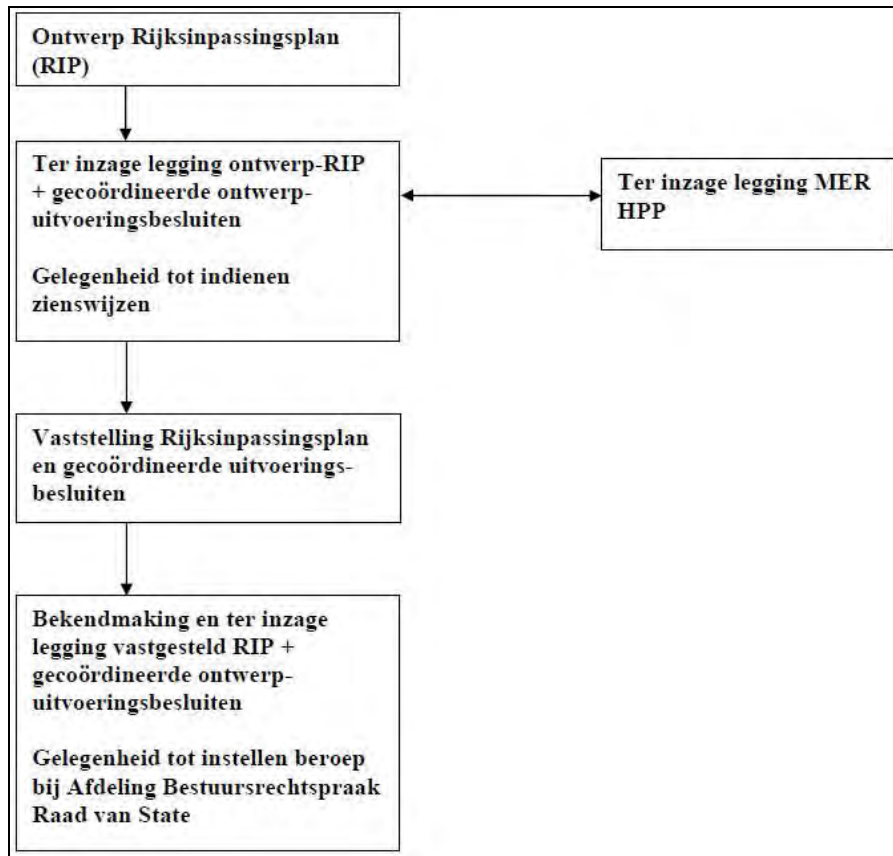 Ontwerp Rijksinpassingsplan
(RIP)
Ter inzage legging ontwerp-RIP
+ gecoördineerde ontwerp-
uitvoeringsbesluiten
Gelegenheid tot indienen
zienswijzen
Ter inzage legging MER
HPP
Vaststelling Rijksinpassingsplan
en gecoördineerde uitvoerings-
besluiten
Bekendmaking en ter inzage
legging vastgesteld RIP +
gecoördineerde ontwerp-
uitvoeringsbesluiten
Gelegenheid tot instellen beroep
bij Afdeling Bestuursrechtspraak
Raad van State